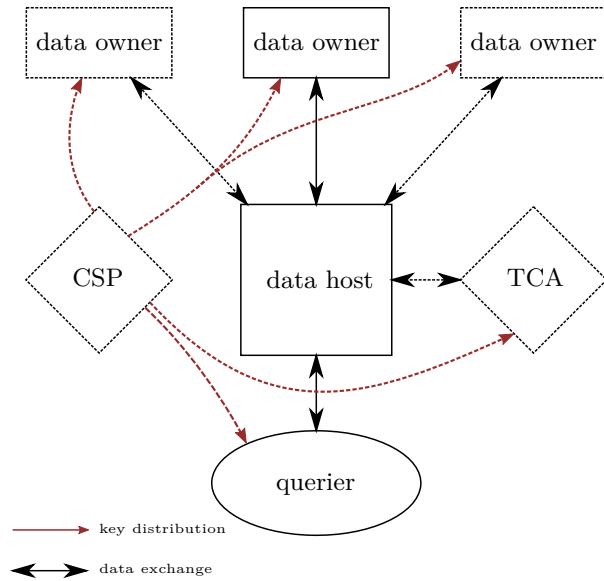 data owner
data owner
data owner
CSP
data host
TCA
querier
key distribution
data exchange